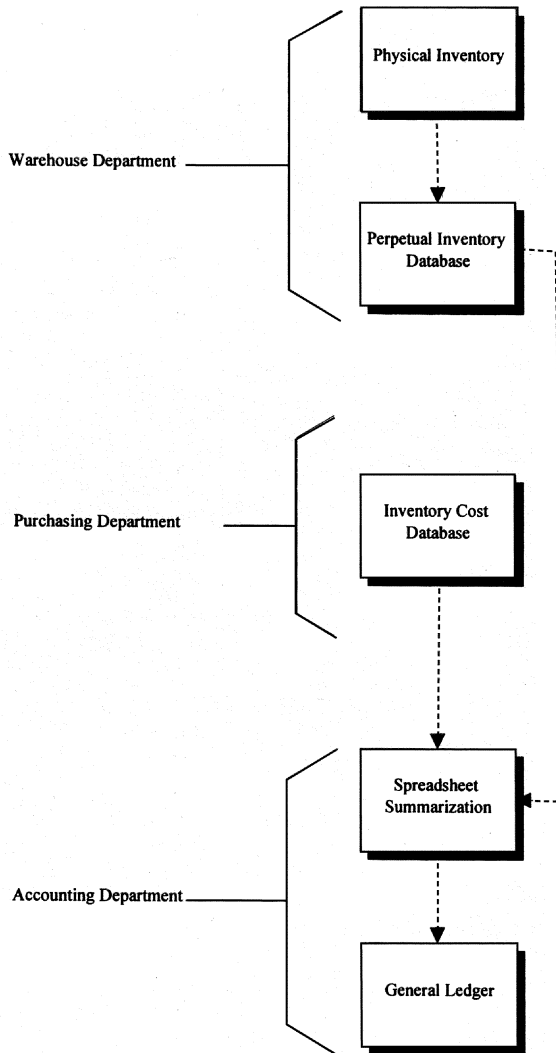 Physical Inventory
Warehouse Department
Perpetual Inventory
Database
Purchasing Department
Inventory Cost
Database
Spreadsheet
Summarization
Accounting Department
General Ledger